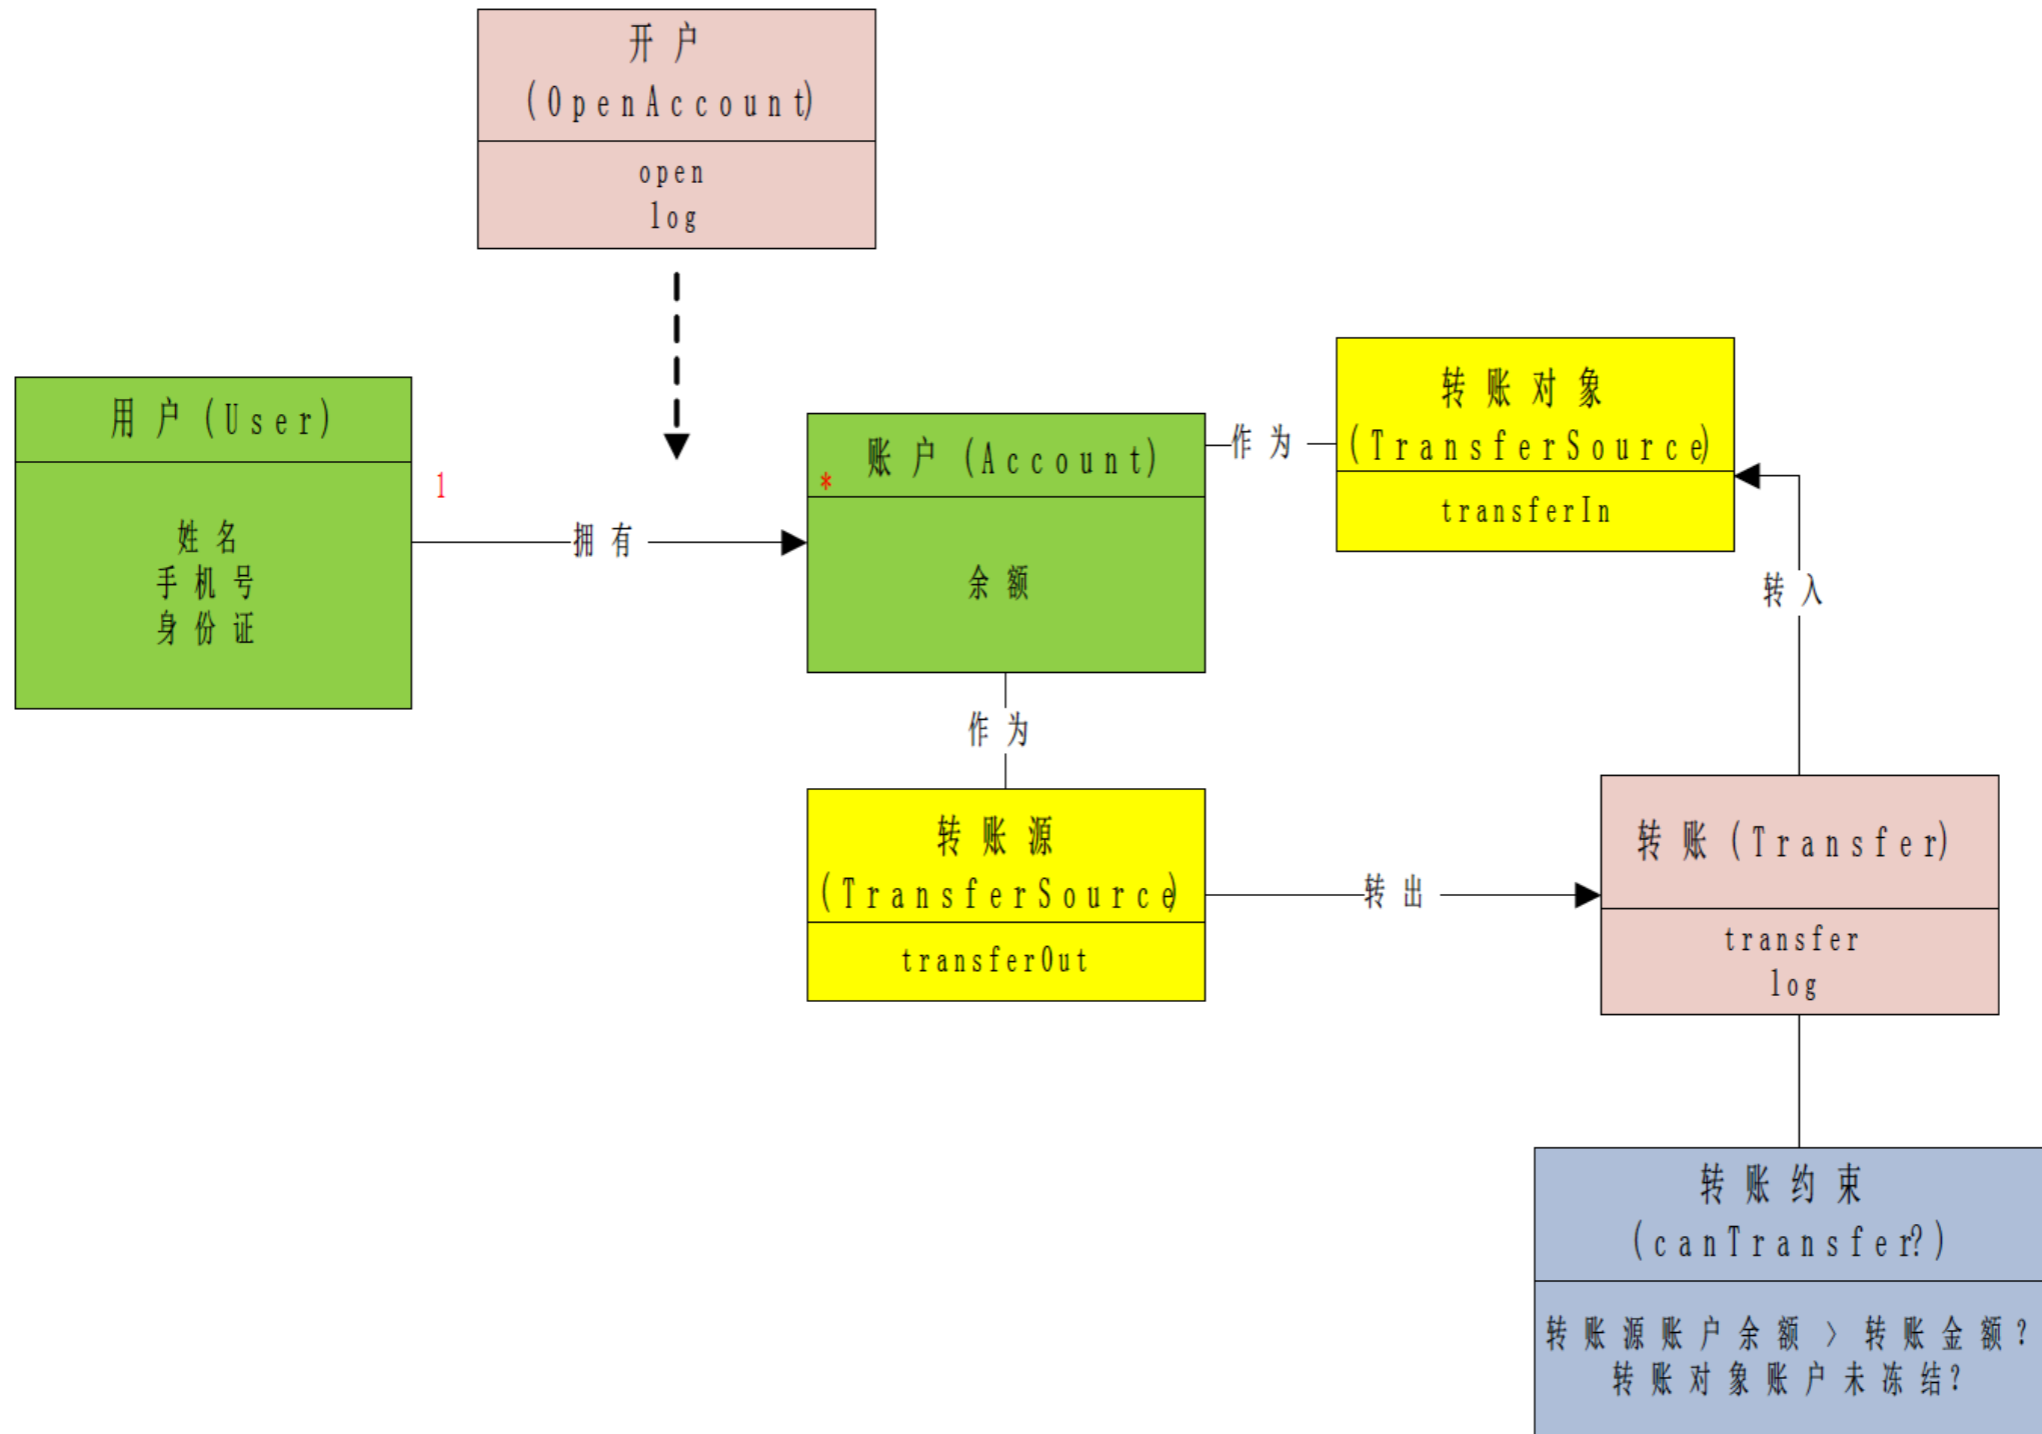 开户
(OpenAccount)
open
log
用户(User)
姓名
手机号
身份证
1
拥有
*
账户(Account)
余额
作为
转账对象
(TransferSource)
transferIn
转入
作为
转账源
(TransferSource)
transferOut
转出
转账(Transfer)
transfer
log
转账约束
(canTransfer?)
转账源账户余额 > 转账金额?
转账对象账户未冻结?